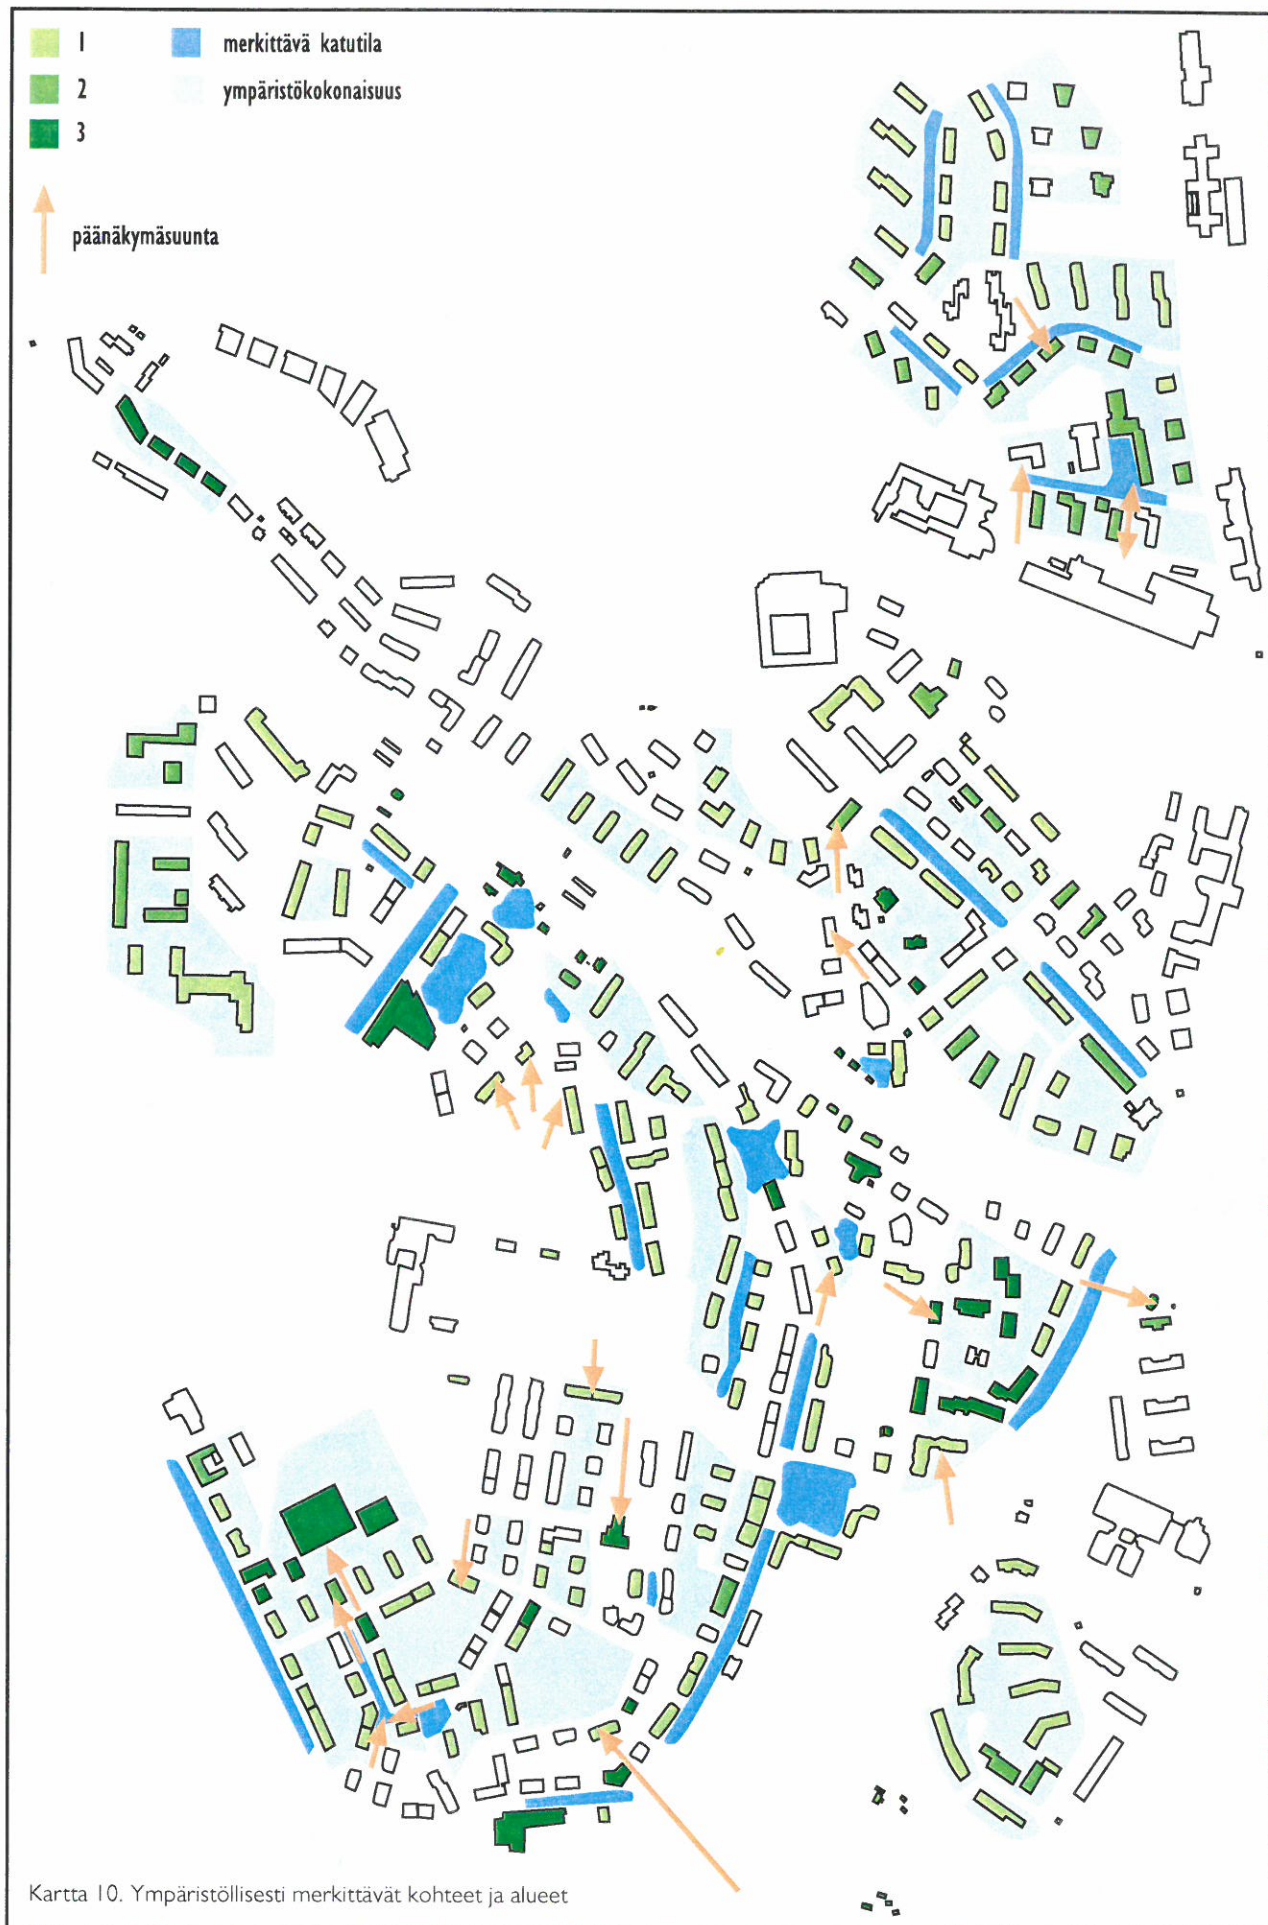 1
merkittävä katutila
2
ympäristökokonaisuus
3
päänäkymäsuunta
Kartta 10. Ympäristöllisesti merkittävät kohteet ja alueet